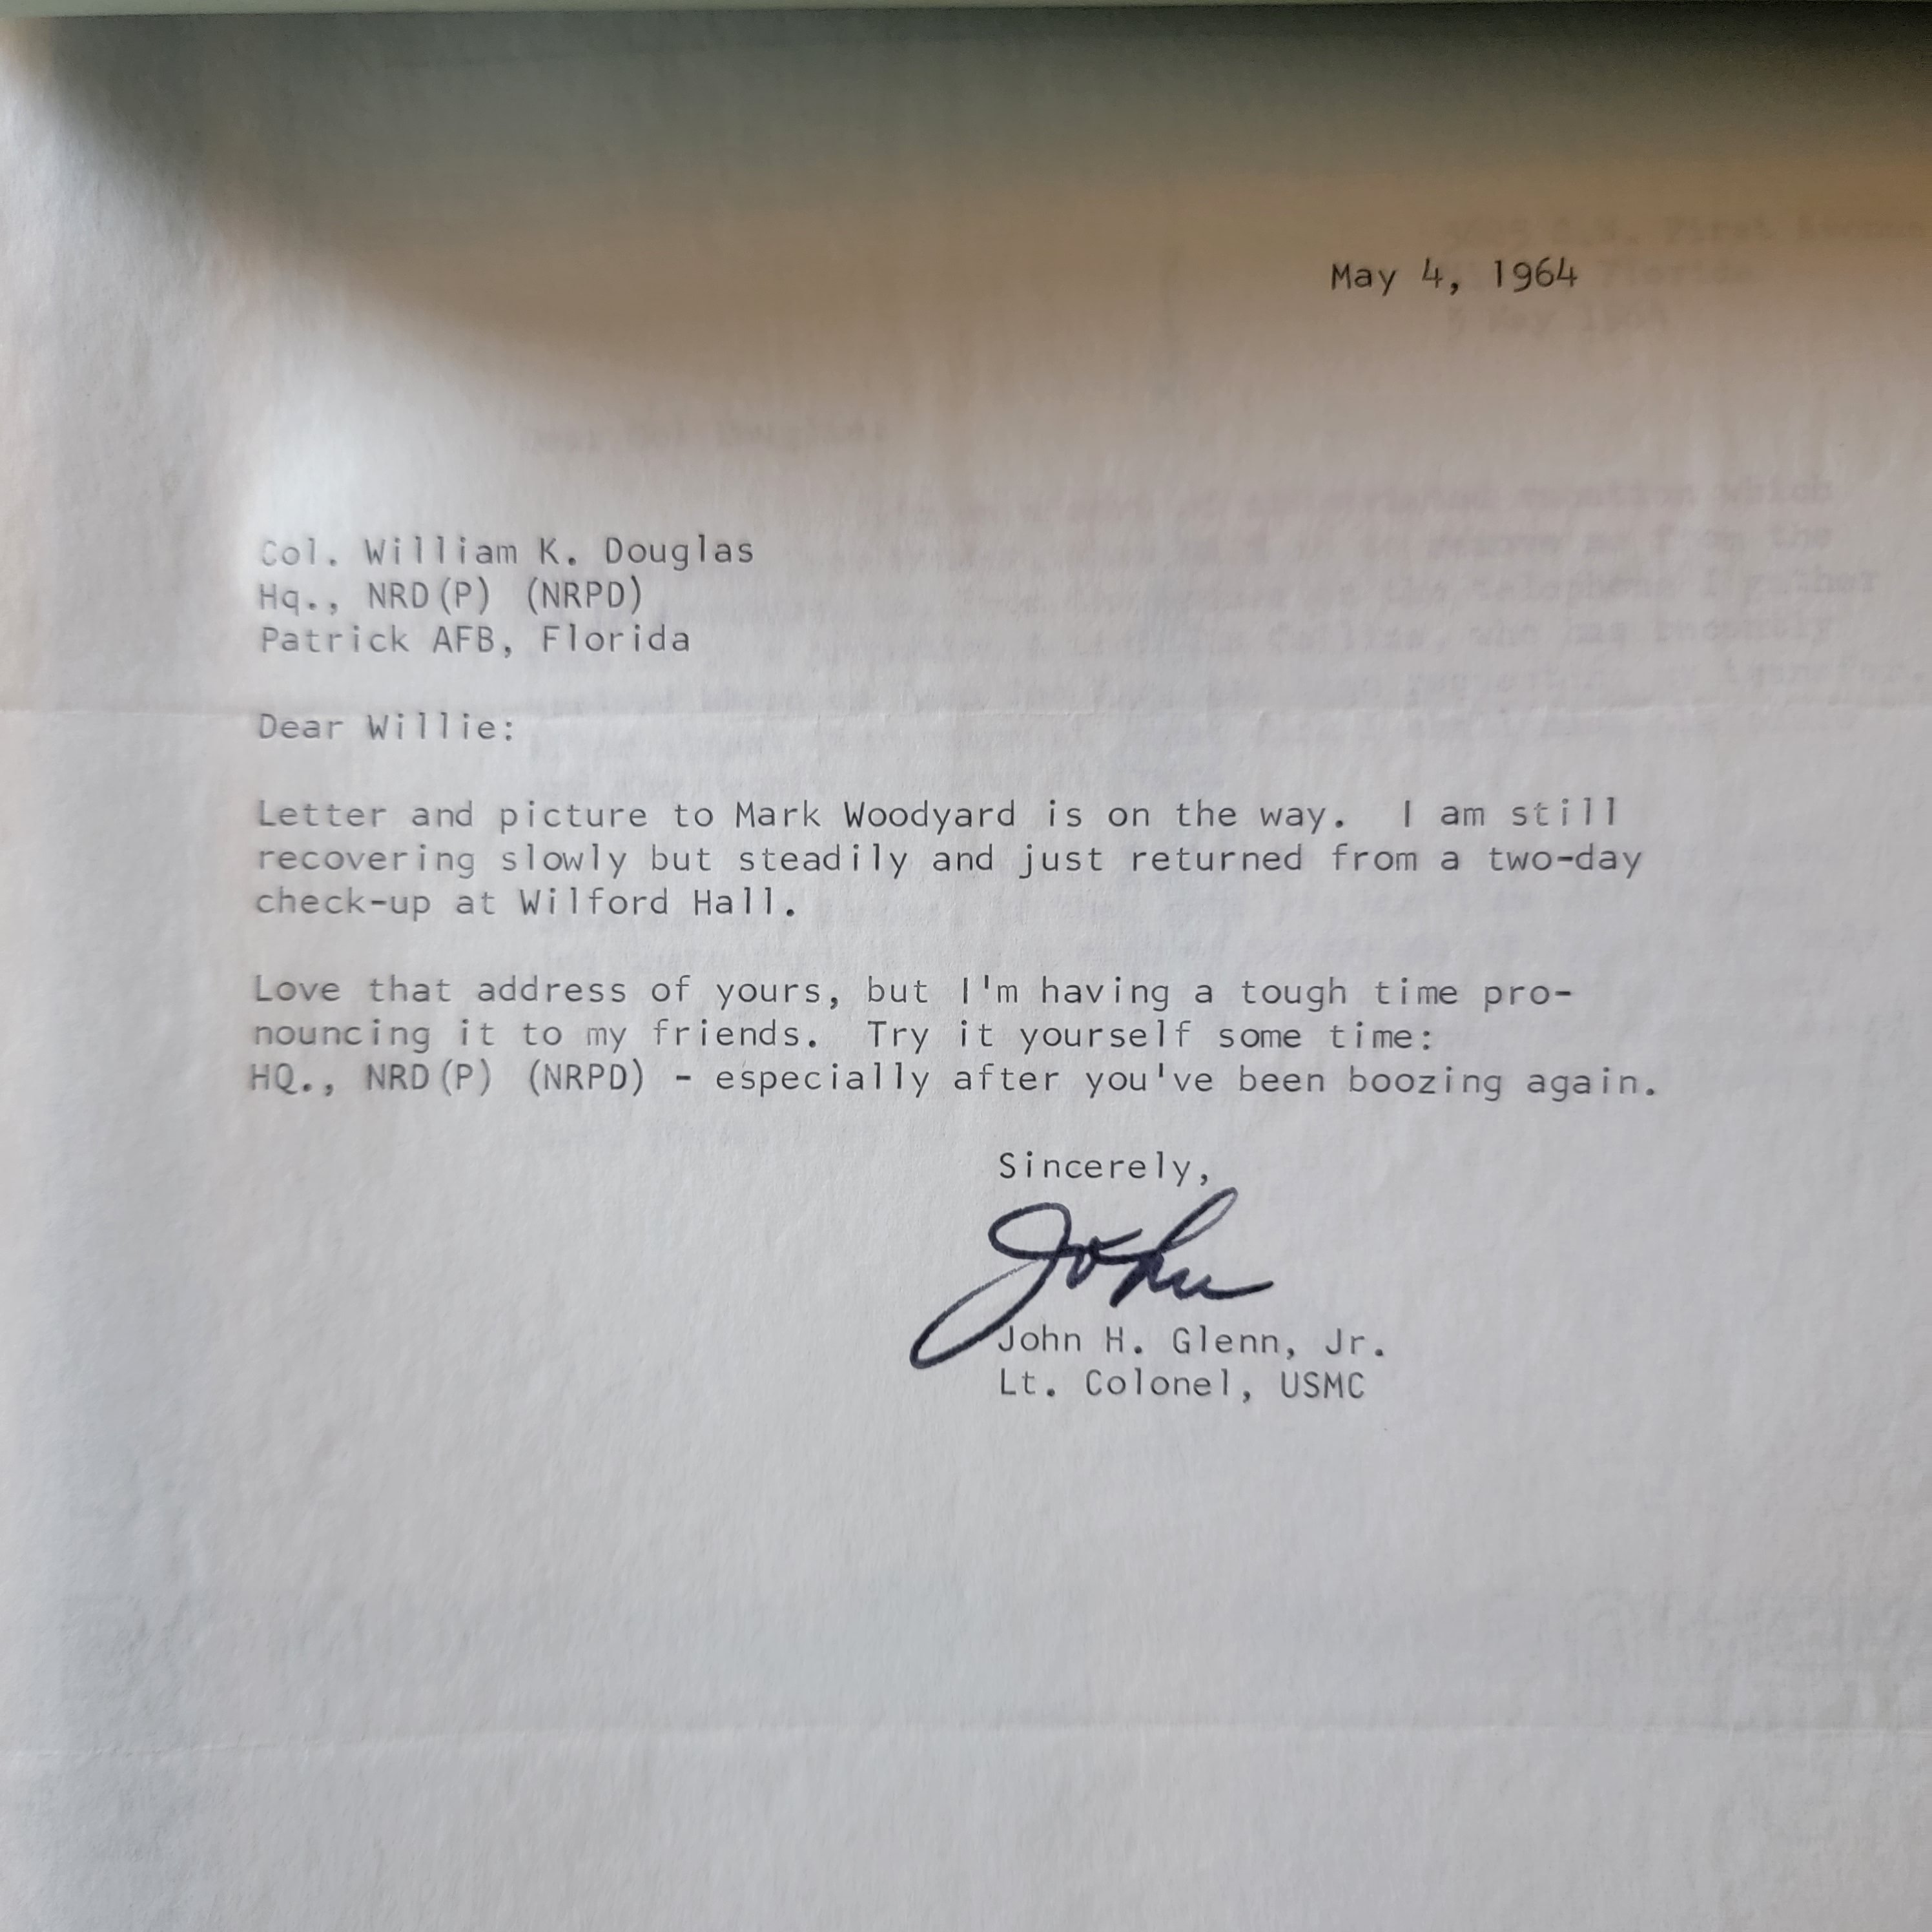 May 4, 1964
Col. William K. Douglas
Hq., NRD(P) (NRPD)
Patrick AFB, Florida
Dear Willie:
Letter and picture to Mark Woodyard is on the way. I am still
recovering slowly but steadily and just returned from a two-day
check-up at Wilford Hall.
Love that address of yours, but I'm having a tough time pro-
nouncing it to my friends. Try it yourself some time:
HQ., NRD(P) (NRPD) - especially after you've been boozing again.
Sincerely,
John
John H. Glenn, Jr.
Lt. Colonel, USMC